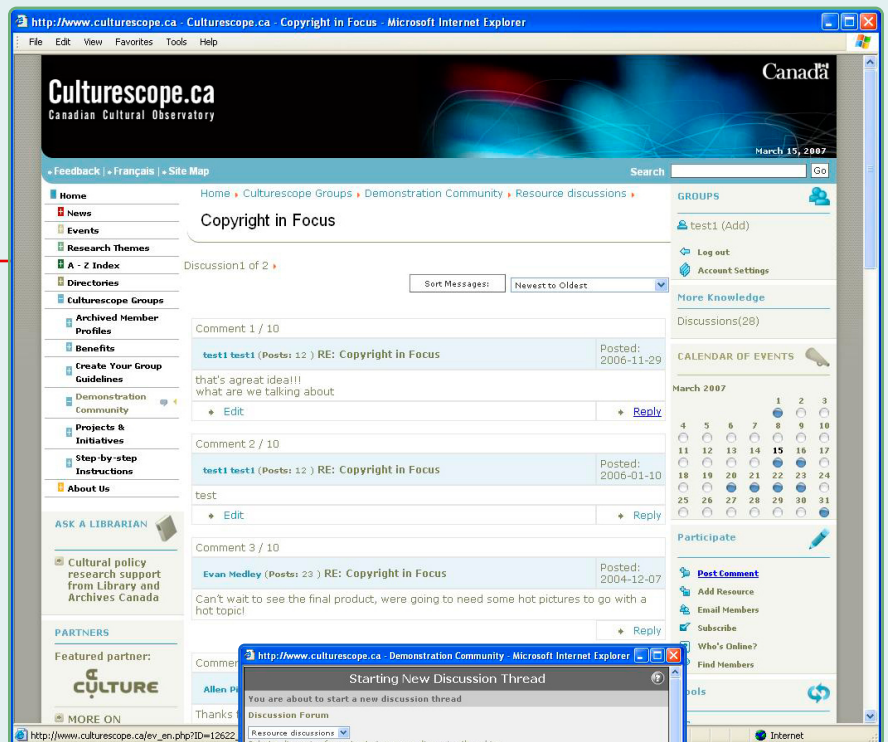 http://www.culturescope.ca - Culturescope.ca - Copyright in Focus - Microsoft Internet Explorer
File Edit View Favorites Tools Help
Canada
Culturescope.ca
Canadian Cultural Observatory
March 15, 2007
Feedback | Français | Site Map
Search
Go
Home
News
Events
Research Themes
A - Z Index
Directories
Culturescope Groups
Archived Member
Profiles
Benefits
Create Your Group
Guidelines
Demonstration
Community
Projects &
Initiatives
Step-by-step
Instructions
About Us
ASK A LIBRARIAN
Cultural policy
research support
from Library and
Archives Canada
PARTNERS
Featured partner:
CULTURE
MORE ON
Home Culturescope Groups Demonstration Community Resource discussions
Copyright in Focus
Discussion1 of 2
Sort Messages: Newest to Oldest
Comment 1 / 10
test1 test1 (Posts: 12 ) RE: Copyright in Focus
Posted:
2006-11-29
that's agreat idea!!!
what are we talking about
Edit
Reply
Comment 2 / 10
test1 test1 (Posts: 12 ) RE: Copyright in Focus
Posted:
2006-01-10
test
Edit
Reply
Comment 3 / 10
Evan Medley (Posts: 23 ) RE: Copyright in Focus
Posted:
2004-12-07
Can't wait to see the final product, were going to need some hot pictures to go with a
hot topic!
Reply
Allen
Thanks
GROUPS
test1 (Add)
Log out
Account Settings
More Knowledge
Discussions(28)
CALENDAR OF EVENTS
March 2007
1 2 3
4 5 6 7 8 9 10
11 12 13 14 15 16 17
18 19 20 21 22 23 24
25 26 27 28 29 30 31
Participate
Post Comment
Add Resource
Email Members
Subscribe
Who's Online?
Find Members
http://www.culturescope.ca - Demonstration Community - Microsoft Internet Explorer
Starting New Discussion Thread
You are about to start a new discussion thread
Discussion Forum
Resource discussions
http://www.culturescope.ca/ev_en.php?ID=12622
Internet